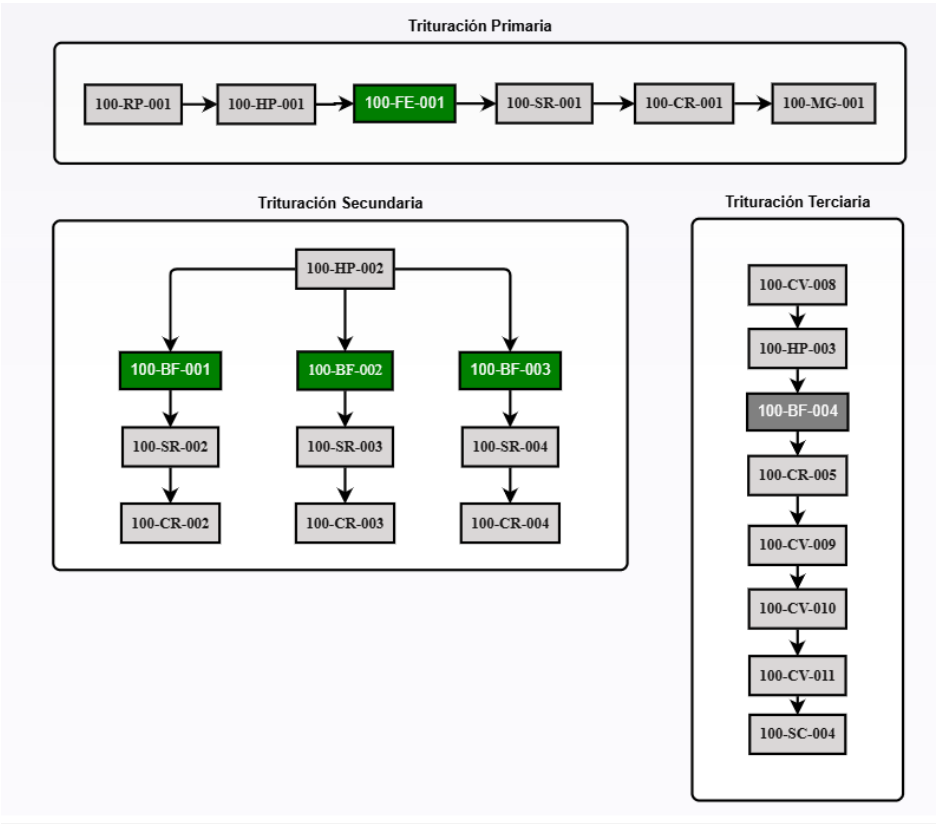 Trituración Primaria
100-RP-001
100-HP-001
100-FE-001
100-SR-001
100-CR-001
100-MG-001
Trituración Secundaria
100-HP-002
100-BF-001
100-BF-002
100-BF-003
100-SR-002
100-SR-003
100-SR-004
100-CR-002
100-CR-003
100-CR-004
Trituración Terciaria
100-CV-008
100-HP-003
100-BF-004
100-CR-005
100-CV-009
100-CV-010
100-CV-011
100-SC-004